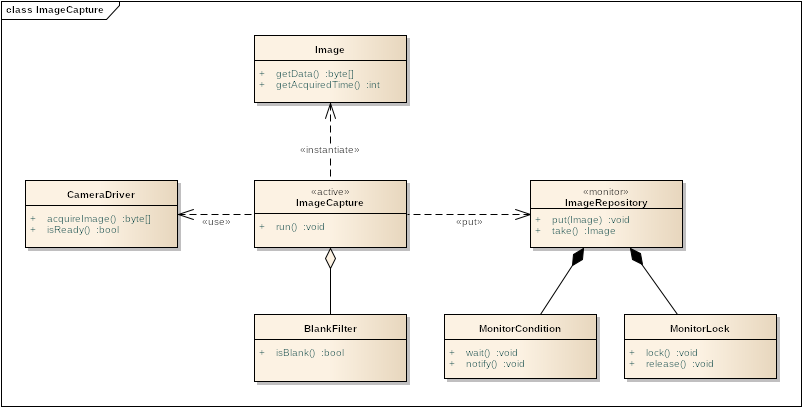 class ImageCapture
Image
+ getData() :byte[]
+ getAcquiredTime() :int
«instantiate»
CameraDriver
+ acquireImage() :byte[]
+ isReady() :bool
«use»
«active»
ImageCapture
+ run() :void
«put»
«monitor»
ImageRepository
+ put(Image) :void
+ take() :Image
BlankFilter
+ isBlank() :bool
MonitorCondition
+ wait() :void
+ notify() :void
MonitorLock
+ lock() :void
+ release() :void